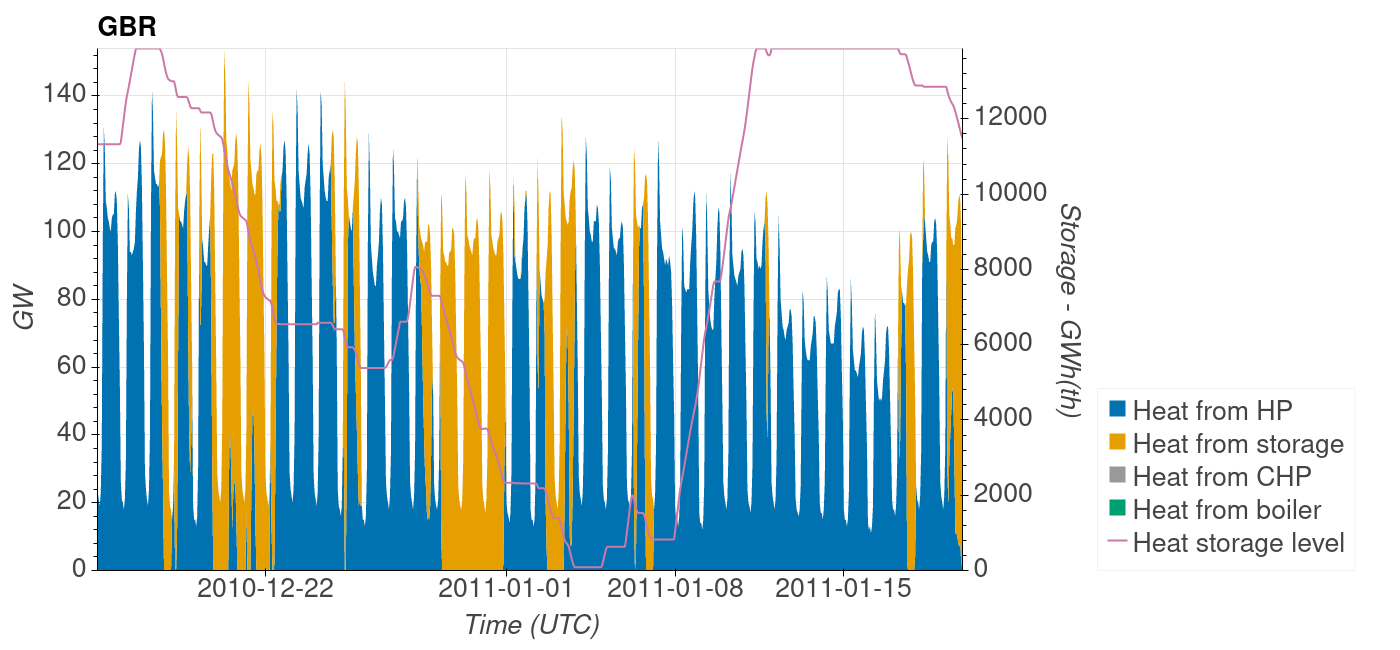 GBR
140
120
100
80
60
40
20
0
GW
12000
10000
8000
6000
4000
2000
0
Storage - GWh(th)
2010-12-22
2011-01-01
2011-01-08
2011-01-15
Time (UTC)
Heat from HP
Heat from storage
Heat from CHP
Heat from boiler
Heat storage level